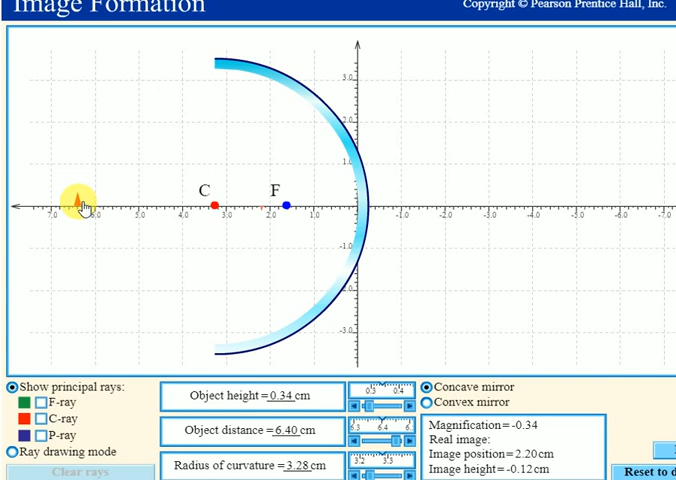 Image Formation
Copyright © Pearson Prentice Hall, Inc.
3.0
2.0
1.0
C
F
7.0 6.0 5.0 4.0 3.0 2.0 1.0 -1.0 -2.0 -3.0 -4.0 -5.0 -6.0 -7.0
-1.0
-2.0
-3.0
Show principal rays:
F-ray
C-ray
P-ray
Ray drawing mode
Clear rays
Object height = 0.34 cm
0.3 0.4
Object distance = 6.40 cm
6.3 6.4
Radius of curvature = 3.28 cm
3.2 3.3
Concave mirror
Convex mirror
Magnification= -0.34
Real image:
Image position= 2.20cm
Image height= -0.12cm
Reset to d